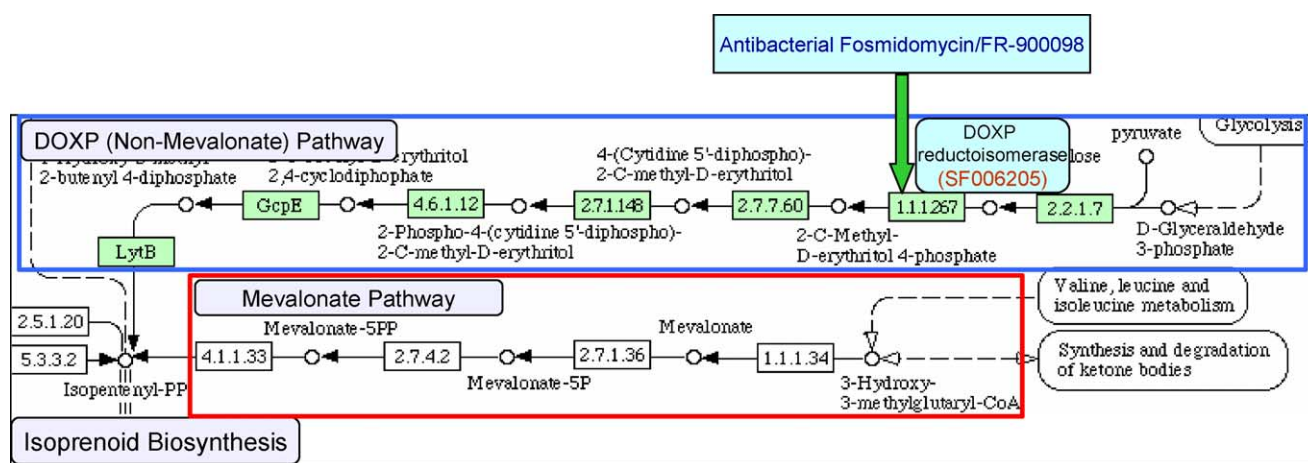 Antibacterial Fosmidomycin/FR-900098
DOXP (Non-Mevalonate) Pathway
DOXP
reductoisomerase
(SF006205)
pyruvate
Glycolysis
2-butenyl 4-diphosphate
2,4-cyclodiphophate
4-(Cytidine 5'-diphospho)-
2-C-methyl-D-erythritol
GcpE
4.6.1.12
2.7.1.148
2.7.7.60
1.1.1.267
2.2.1.7
LytB
2-Phospho-4-(cytidine 5'-diphospho)-
2-C-methyl-D-erythritol
2-C-Methyl-
D-erythritol 4-phosphate
D-Glyceraldehyde
3-phosphate
Mevalonate Pathway
Valine, leucine and
isoleucine metabolism
2.5.1.20
Mevalonate-5PP
Mevalonate
5.3.3.2
4.1.1.33
2.7.4.2
2.7.1.36
1.1.1.34
Synthesis and degradation
of ketone bodies
Isopentenyl-PP
Mevalonate-5P
3-Hydroxy-
3-methylglutaryl-CoA
Isoprenoid Biosynthesis